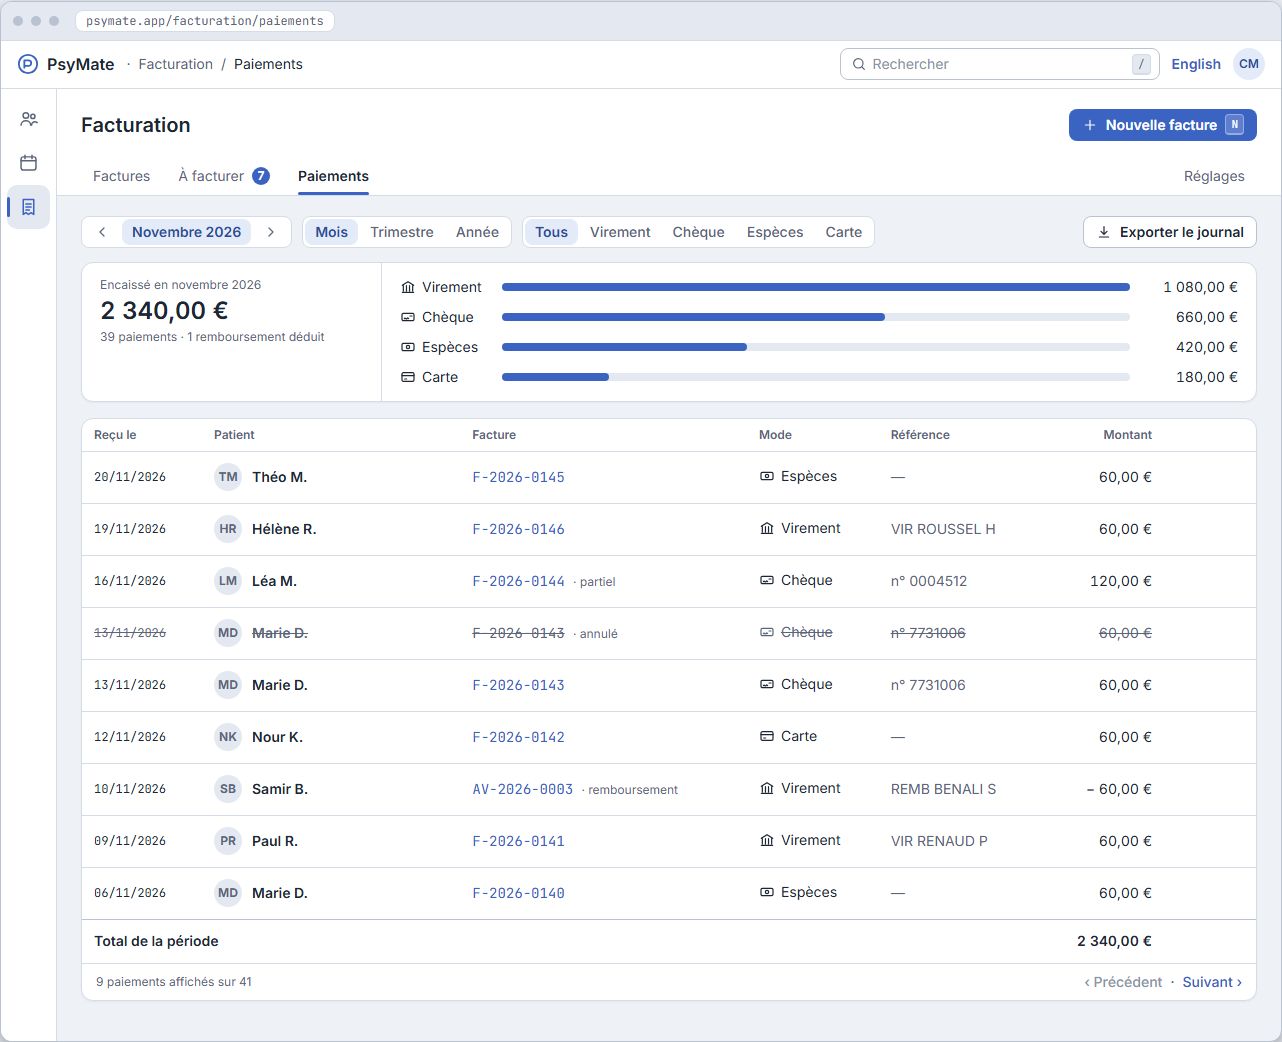 psymate.app/facturation/paiements
PsyMate · Facturation / Paiements
Rechercher /
English CM
Facturation
+ Nouvelle facture N
Factures À facturer 7 Paiements Réglages
‹ Novembre 2026 › Mois Trimestre Année Tous Virement Chèque Espèces Carte Exporter le journal
Encaissé en novembre 2026
2 340,00 €
39 paiements · 1 remboursement déduit
Virement 1 080,00 €
Chèque 660,00 €
Espèces 420,00 €
Carte 180,00 €
Reçu le Patient Facture Mode Référence Montant
20/11/2026 TM Théo M. F-2026-0145 Espèces — 60,00 €
19/11/2026 HR Hélène R. F-2026-0146 Virement VIR ROUSSEL H 60,00 €
16/11/2026 LM Léa M. F-2026-0144 · partiel Chèque n° 0004512 120,00 €
13/11/2026 MD Marie D. F-2026-0143 · annulé Chèque n° 7731006 60,00 €
13/11/2026 MD Marie D. F-2026-0143 Chèque n° 7731006 60,00 €
12/11/2026 NK Nour K. F-2026-0142 Carte — 60,00 €
10/11/2026 SB Samir B. AV-2026-0003 · remboursement Virement REMB BENALI S − 60,00 €
09/11/2026 PR Paul R. F-2026-0141 Virement VIR RENAUD P 60,00 €
06/11/2026 MD Marie D. F-2026-0140 Espèces — 60,00 €
Total de la période 2 340,00 €
9 paiements affichés sur 41 ‹ Précédent · Suivant ›